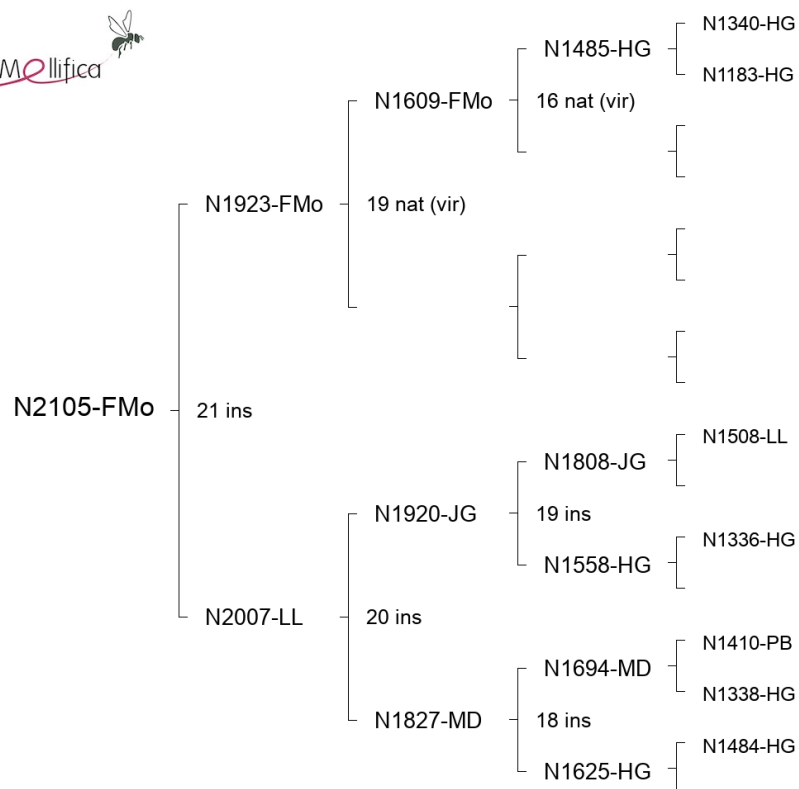 Mellifica
N1340-HG
N1485-HG
N1183-HG
N1609-FMo
16 nat (vir)
N1923-FMo
19 nat (vir)
N2105-FMo
21 ins
N1508-LL
N1808-JG
N1920-JG
19 ins
N1336-HG
N1558-HG
N2007-LL
20 ins
N1410-PB
N1694-MD
N1338-HG
N1827-MD
18 ins
N1484-HG
N1625-HG